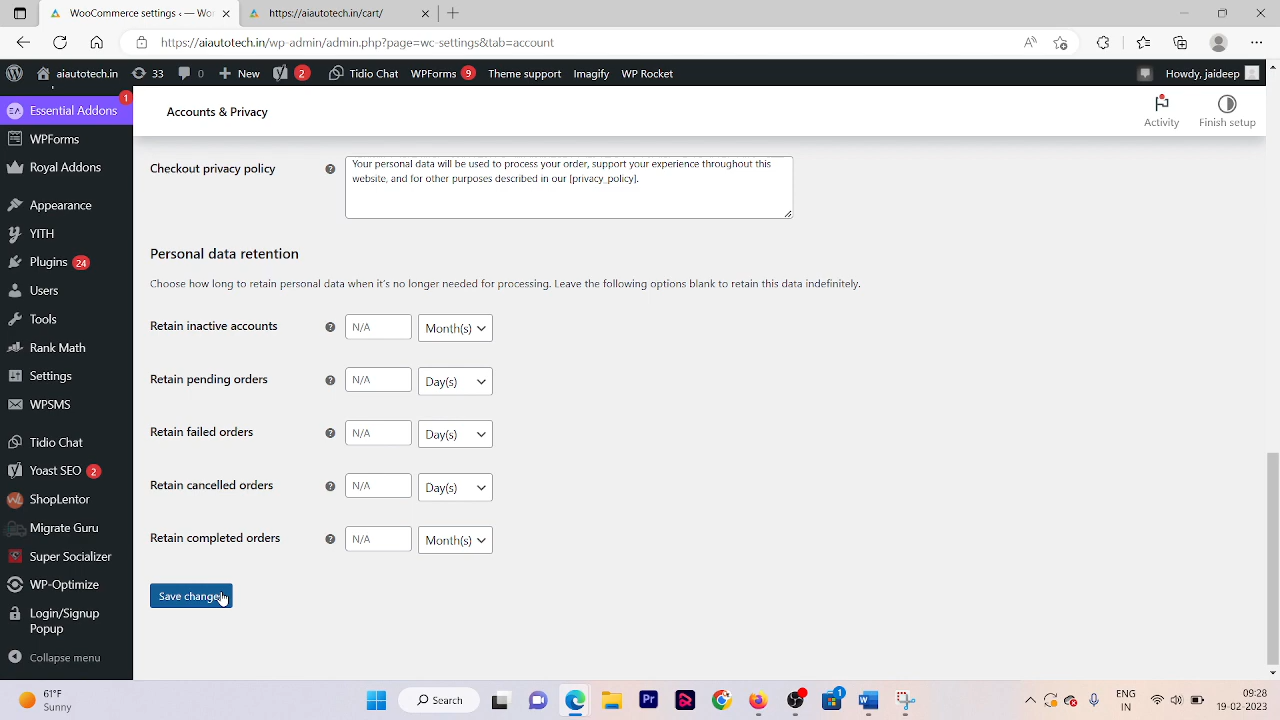 WooCommerce settings ‹ — Wo
https://aiautotech.in/cart/
https://aiautotech.in/wp-admin/admin.php?page=wc-settings&tab=account
aiautotech.in 33 0 New 2 Tidio Chat WPForms 9 Theme support Imagify WP Rocket Howdy, jaideep
Essential Addons 1
WPForms
Royal Addons
Appearance
YITH
Plugins 24
Users
Tools
Rank Math
Settings
WPSMS
Tidio Chat
Yoast SEO 2
ShopLentor
Migrate Guru
Super Socializer
WP-Optimize
Login/Signup
Popup
Collapse menu
Accounts & Privacy
Activity
Finish setup
Checkout privacy policy
Your personal data will be used to process your order, support your experience throughout this
website, and for other purposes described in our [privacy_policy].
Personal data retention
Choose how long to retain personal data when it's no longer needed for processing. Leave the following options blank to retain this data indefinitely.
Retain inactive accounts N/A Month(s)
Retain pending orders N/A Day(s)
Retain failed orders N/A Day(s)
Retain cancelled orders N/A Day(s)
Retain completed orders N/A Month(s)
Save changes
61°F
Sunny
Search
1
ENG
IN
09:28
19-02-2023